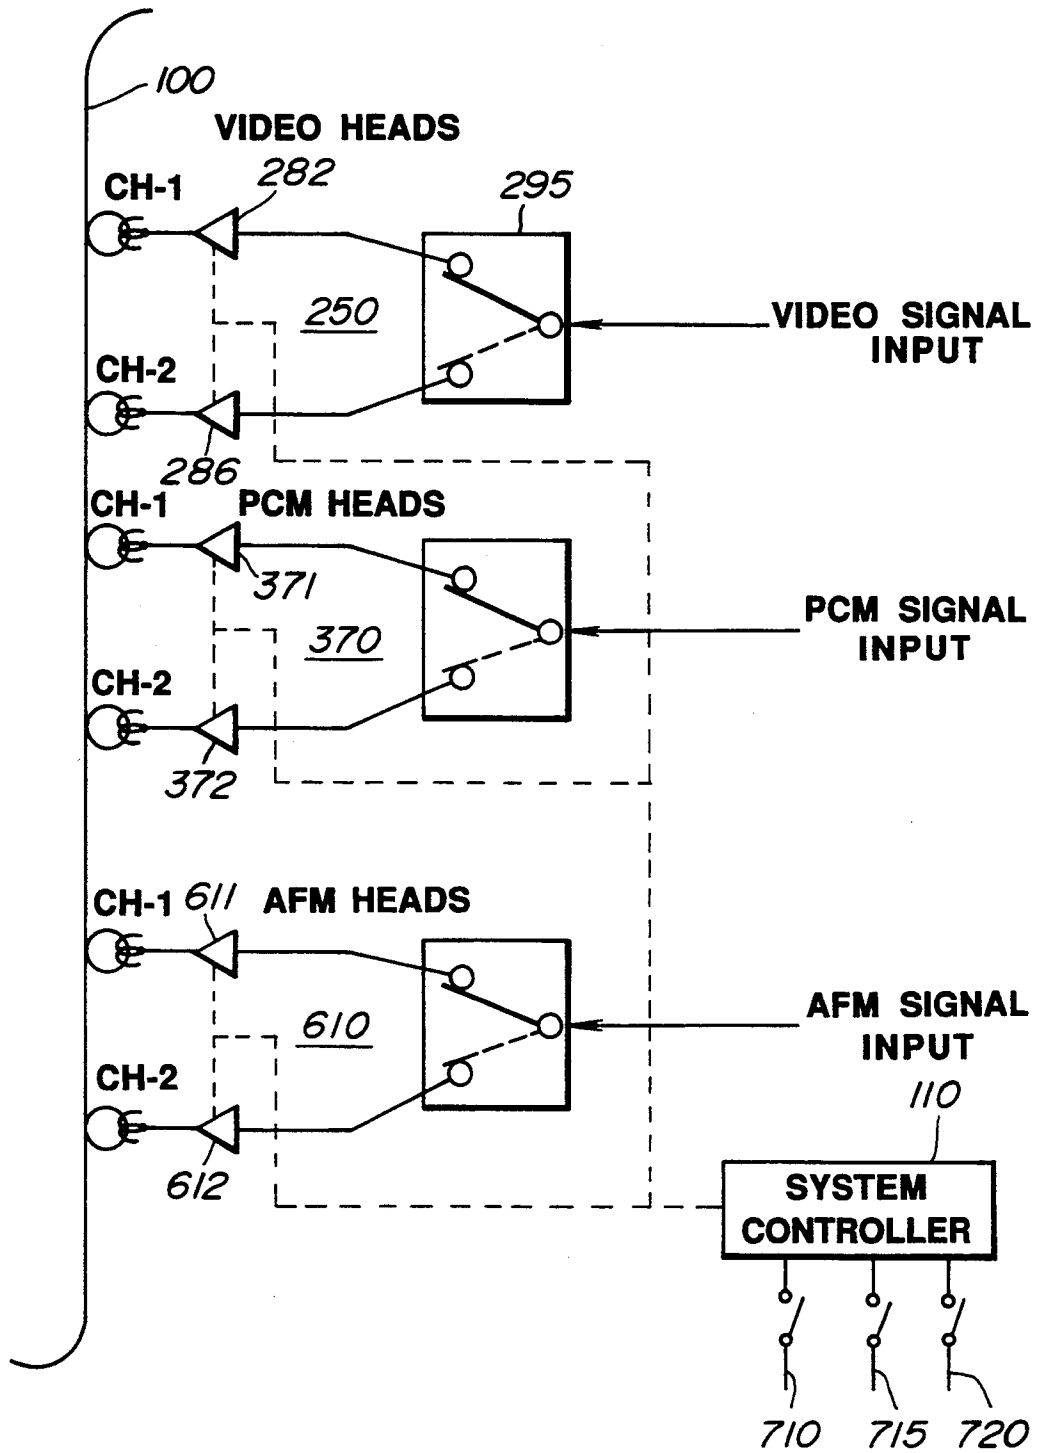 100
VIDEO HEADS
282
CH-1
295
250
VIDEO SIGNAL
INPUT
CH-2
286
CH-1
PCM HEADS
371
370
PCM SIGNAL
INPUT
CH-2
372
CH-1
611
AFM HEADS
610
AFM SIGNAL
INPUT
CH-2
612
110
SYSTEM
CONTROLLER
710
715
720